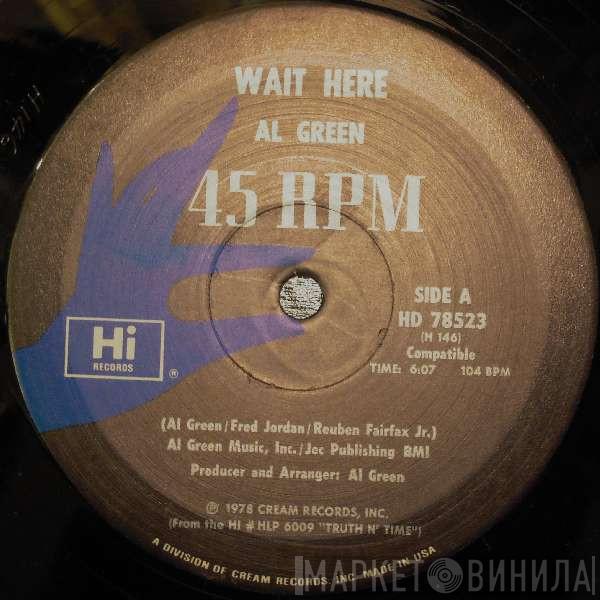 WAIT HERE
AL GREEN
45 RPM
SIDE A
HD 78523
(H 146)
Compatible
TIME: 6:07 104 BPM
Hi
RECORDS
®
(Al Green/Fred Jordan/Reuben Fairfax Jr.)
Al Green Music, Inc./Jec Publishing BMI
Producer and Arranger: Al Green
℗ 1978 CREAM RECORDS, INC.
(From the HI #HLP 6009 "TRUTH N' TIME")
A DIVISION OF CREAM RECORDS, INC. MADE IN USA
МАРКЕТ ВИНИЛА